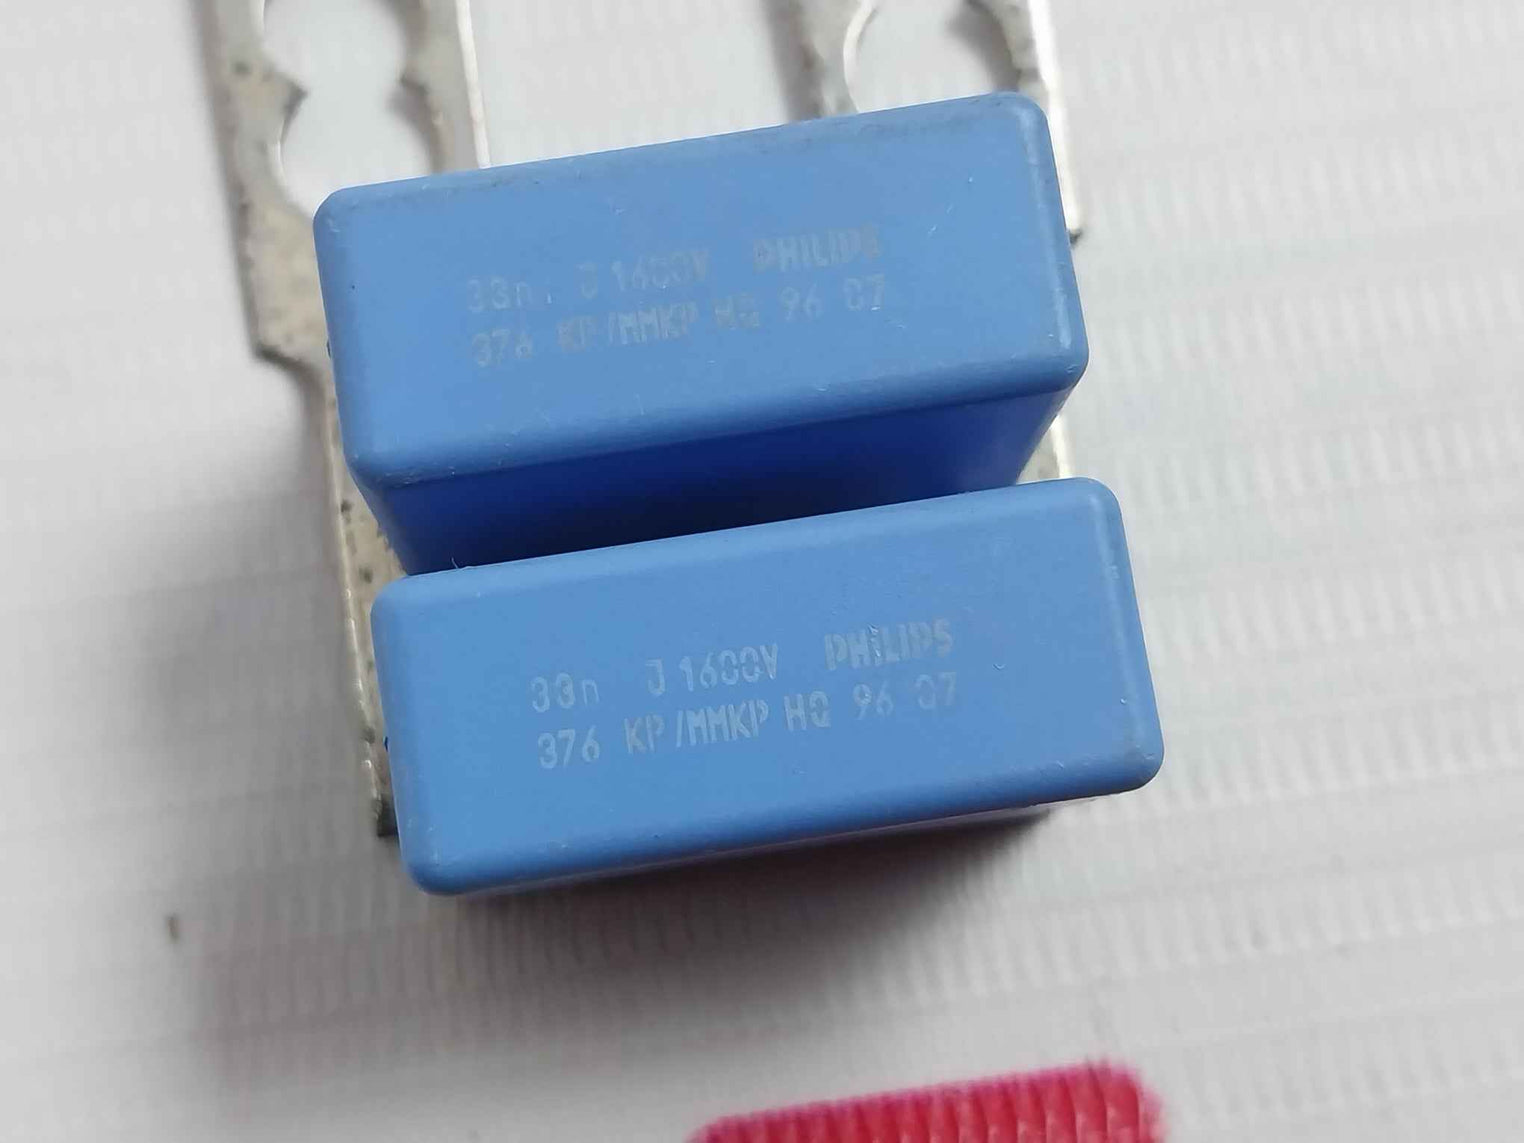 33n J 1600V PHILIPS
376 KP/MMKP HQ 96 07
33n J 1600V PHILIPS
376 KP/MMKP HQ 96 07